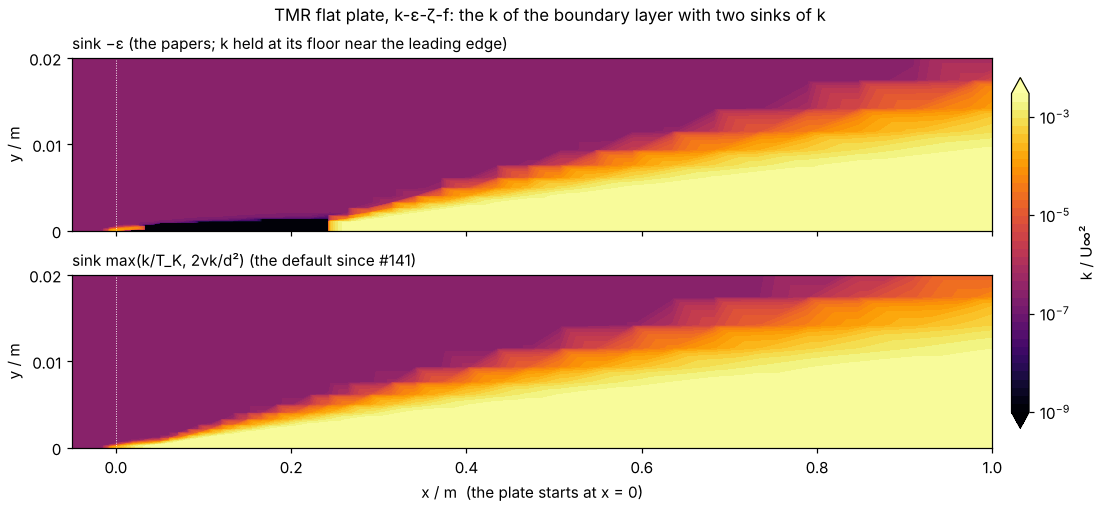 TMR flat plate, k-ε-ζ-f: the k of the boundary layer with two sinks of k
sink −ε (the papers; k held at its floor near the leading edge)
0.02
0.01
0
y / m
sink max(k/T_K, 2νk/d²) (the default since #141)
0.02
0.01
0
y / m
0.0 0.2 0.4 0.6 0.8 1.0
x / m (the plate starts at x = 0)
10⁻³
10⁻⁵
10⁻⁷
10⁻⁹
k / U∞²